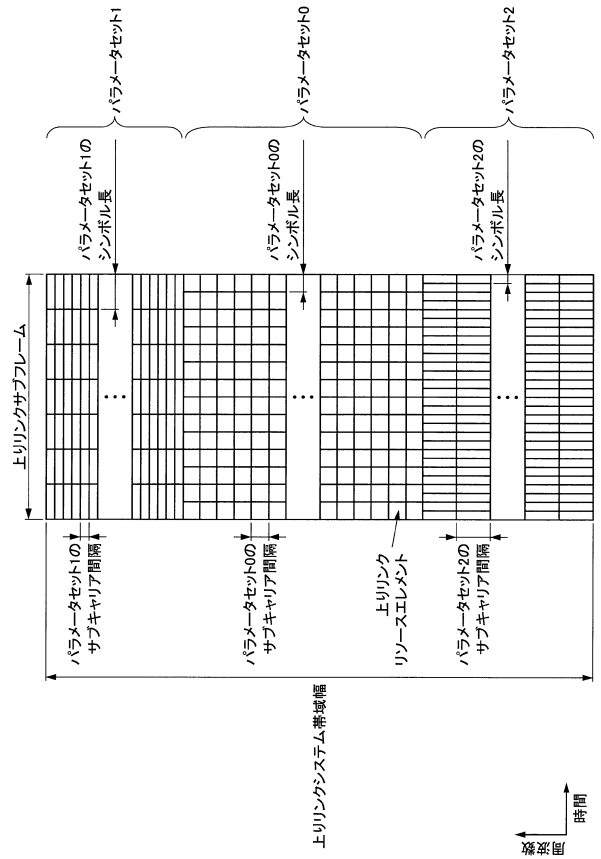 上りリンクサブフレーム
パラメータセット1の
サブキャリア間隔
パラメータセット1の
シンボル長
パラメータセット1
パラメータセット0の
サブキャリア間隔
パラメータセット0の
シンボル長
パラメータセット0
上りリンク
リソースエレメント
パラメータセット2の
サブキャリア間隔
パラメータセット2の
シンボル長
パラメータセット2
上りリンクシステム帯域幅
周波数
時間